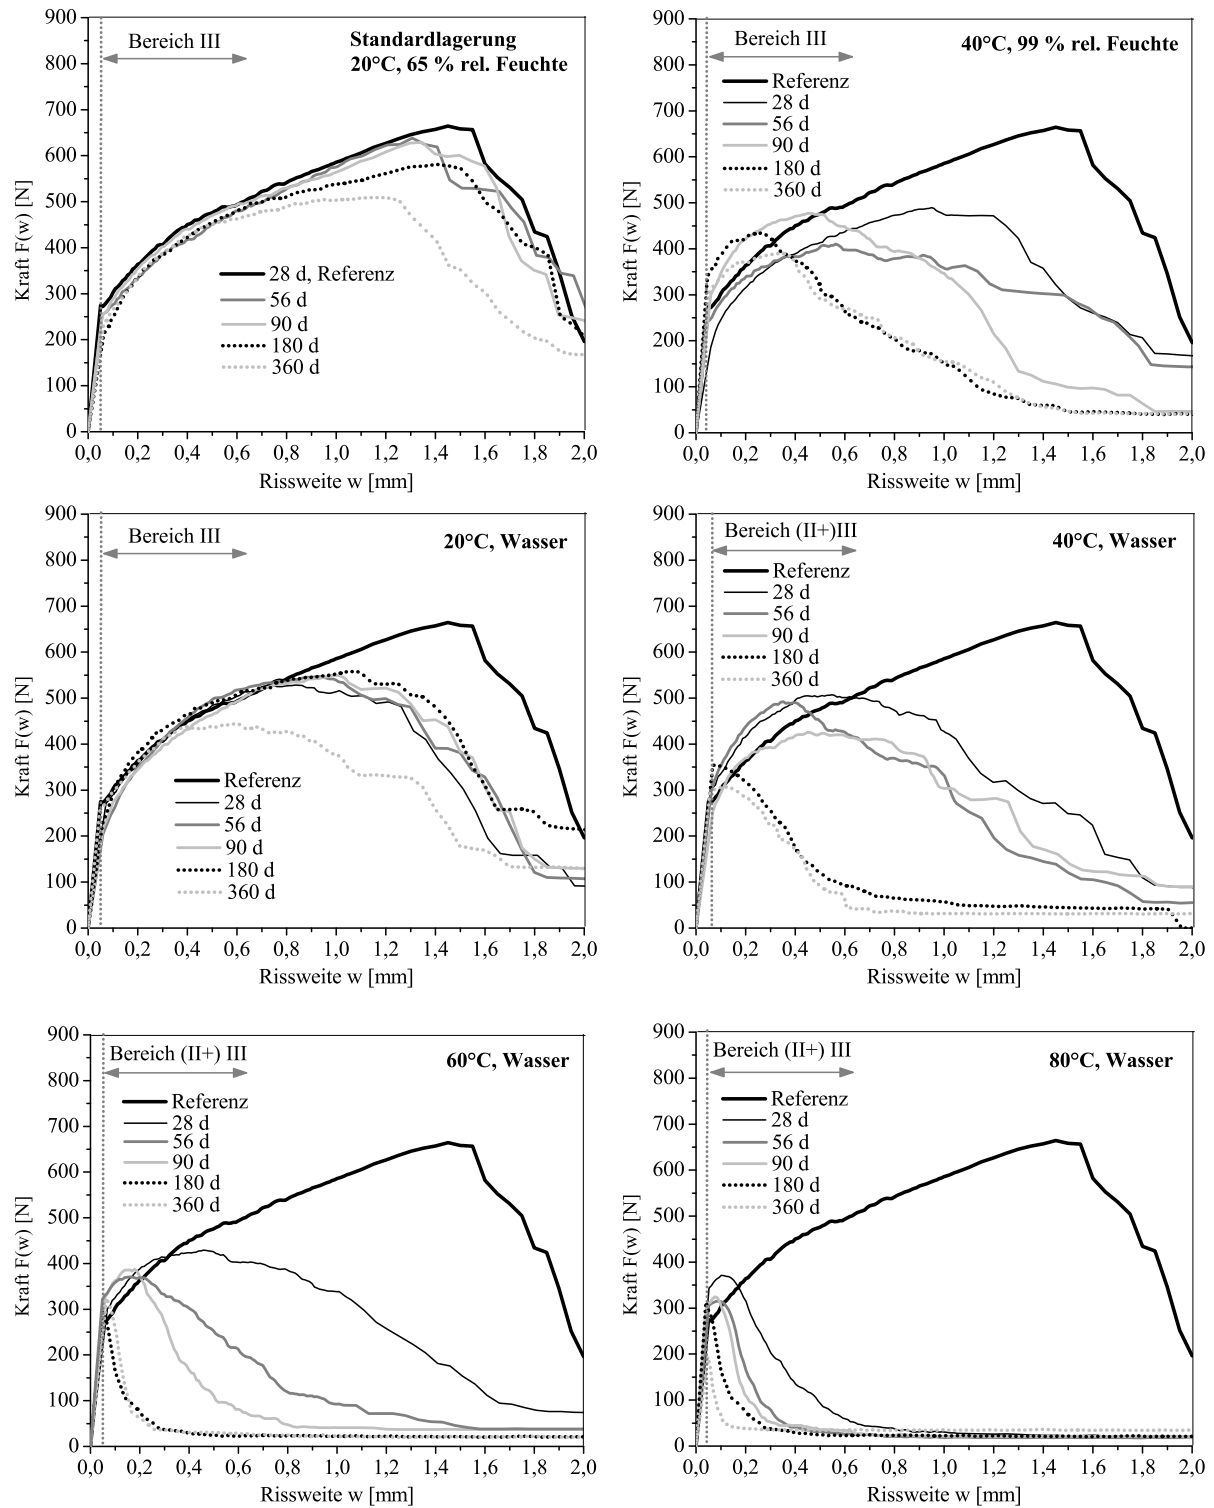 900
800
700
600
500
400
300
200
100
0
Kraft F(w) [N]
Bereich III
Standardlagerung
20°C, 65 % rel. Feuchte
28 d, Referenz
56 d
90 d
180 d
360 d
0,0 0,2 0,4 0,6 0,8 1,0 1,2 1,4 1,6 1,8 2,0
Rissweite w [mm]
900
800
700
600
500
400
300
200
100
0
Kraft F(w) [N]
Bereich III
40°C, 99 % rel. Feuchte
Referenz
28 d
56 d
90 d
180 d
360 d
0,0 0,2 0,4 0,6 0,8 1,0 1,2 1,4 1,6 1,8 2,0
Rissweite w [mm]
900
800
700
600
500
400
300
200
100
0
Kraft F(w) [N]
Bereich III
20°C, Wasser
Referenz
28 d
56 d
90 d
180 d
360 d
0,0 0,2 0,4 0,6 0,8 1,0 1,2 1,4 1,6 1,8 2,0
Rissweite w [mm]
900
800
700
600
500
400
300
200
100
0
Kraft F(w) [N]
Bereich (II+)III
40°C, Wasser
Referenz
28 d
56 d
90 d
180 d
360 d
0,0 0,2 0,4 0,6 0,8 1,0 1,2 1,4 1,6 1,8 2,0
Rissweite w [mm]
900
800
700
600
500
400
300
200
100
0
Kraft F(w) [N]
Bereich (II+) III
60°C, Wasser
Referenz
28 d
56 d
90 d
180 d
360 d
0,0 0,2 0,4 0,6 0,8 1,0 1,2 1,4 1,6 1,8 2,0
Rissweite w [mm]
900
800
700
600
500
400
300
200
100
0
Kraft F(w) [N]
Bereich (II+) III
80°C, Wasser
Referenz
28 d
56 d
90 d
180 d
360 d
0,0 0,2 0,4 0,6 0,8 1,0 1,2 1,4 1,6 1,8 2,0
Rissweite w [mm]